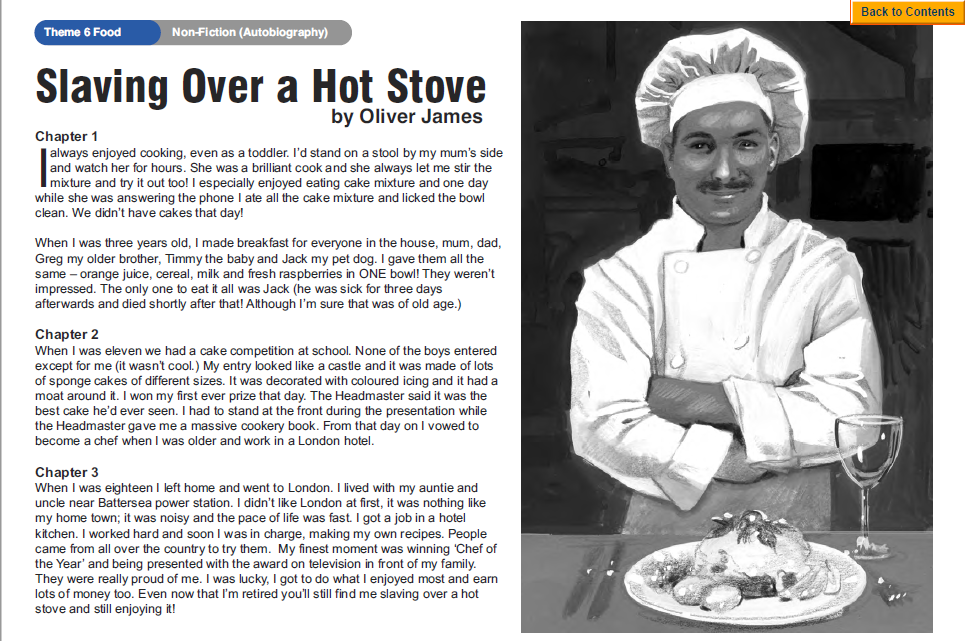 Back to Contents
Theme 6 Food
Non-Fiction (Autobiography)
Slaving Over a Hot Stove
by Oliver James
Chapter 1
I always enjoyed cooking, even as a toddler. I'd stand on a stool by my mum's side
and watch her for hours. She was a brilliant cook and she always let me stir the
mixture and try it out too! I especially enjoyed eating cake mixture and one day
while she was answering the phone I ate all the cake mixture and licked the bowl
clean. We didn't have cakes that day!
When I was three years old, I made breakfast for everyone in the house, mum, dad,
Greg my older brother, Timmy the baby and Jack my pet dog. I gave them all the
same – orange juice, cereal, milk and fresh raspberries in ONE bowl! They weren't
impressed. The only one to eat it all was Jack (he was sick for three days
afterwards and died shortly after that! Although I'm sure that was of old age.)
Chapter 2
When I was eleven we had a cake competition at school. None of the boys entered
except for me (it wasn't cool.) My entry looked like a castle and it was made of lots
of sponge cakes of different sizes. It was decorated with coloured icing and it had a
moat around it. I won my first ever prize that day. The Headmaster said it was the
best cake he'd ever seen. I had to stand at the front during the presentation while
the Headmaster gave me a massive cookery book. From that day on I vowed to
become a chef when I was older and work in a London hotel.
Chapter 3
When I was eighteen I left home and went to London. I lived with my auntie and
uncle near Battersea power station. I didn't like London at first, it was nothing like
my home town; it was noisy and the pace of life was fast. I got a job in a hotel
kitchen. I worked hard and soon I was in charge, making my own recipes. People
came from all over the country to try them. My finest moment was winning 'Chef of
the Year' and being presented with the award on television in front of my family.
They were really proud of me. I was lucky, I got to do what I enjoyed most and earn
lots of money too. Even now that I'm retired you'll still find me slaving over a hot
stove and still enjoying it!